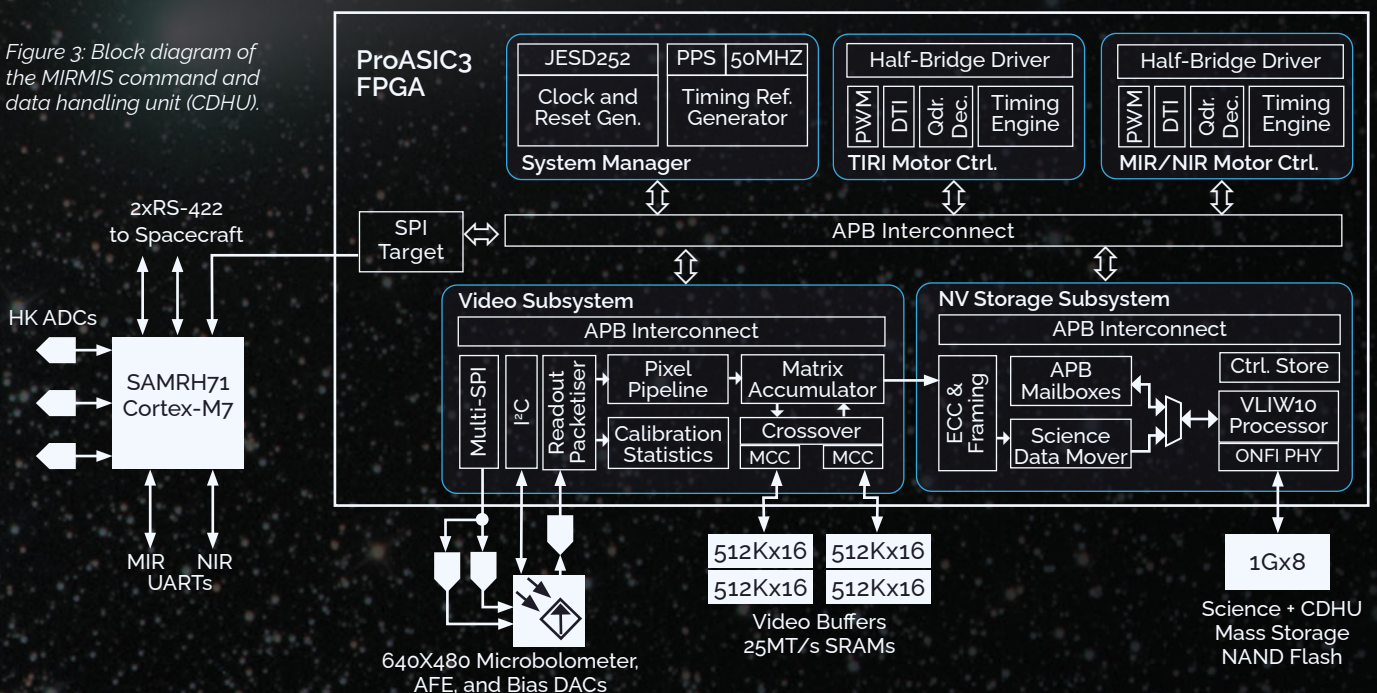 Figure 3: Block diagram of
the MIRMIS command and
data handling unit (CDHU).
ProASIC3
FPGA
JESD252
Clock and
Reset Gen.
PPS
50MHZ
Timing Ref.
Generator
System Manager
Half-Bridge Driver
PWM
DTI
Qdr.
Dec.
Timing
Engine
TIRI Motor Ctrl.
Half-Bridge Driver
PWM
DTI
Qdr.
Dec.
Timing
Engine
MIR/NIR Motor Ctrl.
2xRS-422
to Spacecraft
SPI
Target
APB Interconnect
HK ADCs
SAMRH71
Cortex-M7
MIR
NIR
UARTs
Video Subsystem
APB Interconnect
Multi-SPI
I²C
Readout
Packetiser
Pixel
Pipeline
Matrix
Accumulator
Calibration
Statistics
Crossover
MCC
MCC
NV Storage Subsystem
APB Interconnect
ECC &
Framing
APB
Mailboxes
Science
Data Mover
Ctrl. Store
VLIW10
Processor
ONFI PHY
640X480 Microbolometer,
AFE, and Bias DACs
512Kx16
512Kx16
512Kx16
512Kx16
Video Buffers
25MT/s SRAMs
1Gx8
Science + CDHU
Mass Storage
NAND Flash